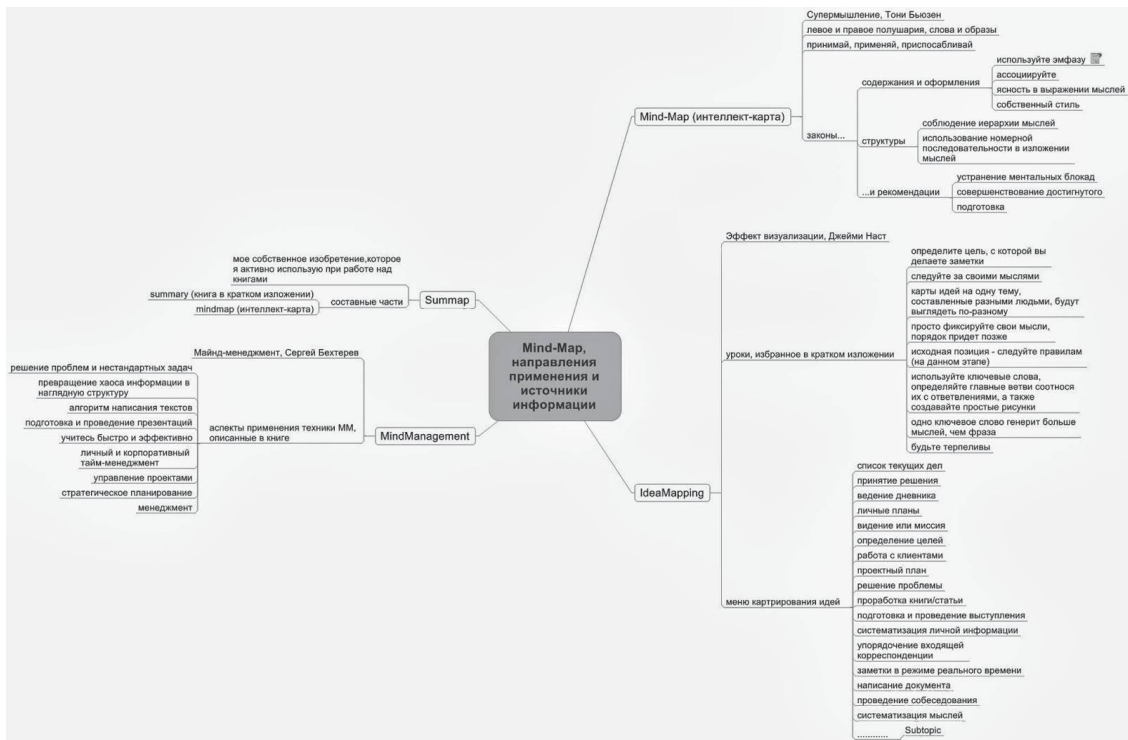 Mind-Map,
направления
применения и
источники
информации
Mind-Map (интеллект-карта)
Супермышление, Тони Бьюзен
левое и правое полушария, слова и образы
принимай, применяй, приспосабливай
законы...
содержания и оформления
используйте эмфазу
ассоциируйте
ясность в выражении мыслей
собственный стиль
структуры
соблюдение иерархии мыслей
использование номерной
последовательности в изложении
мыслей
...и рекомендации
устранение ментальных блокад
совершенствование достигнутого
подготовка
IdeaMapping
Эффект визуализации, Джейми Наст
уроки, избранное в кратком изложении
определите цель, с которой вы
делаете заметки
следуйте за своими мыслями
карты идей на одну тему,
составленные разными людьми, будут
выглядеть по-разному
просто фиксируйте свои мысли,
порядок придет позже
исходная позиция - следуйте правилам
(на данном этапе)
используйте ключевые слова,
определяйте главные ветви соотнося
их с ответвлениями, а также
создавайте простые рисунки
одно ключевое слово генерит больше
мыслей, чем фраза
будьте терпеливы
меню картрирования идей
список текущих дел
принятие решения
ведение дневника
личные планы
видение или миссия
определение целей
работа с клиентами
проектный план
решение проблемы
проработка книги/статьи
подготовка и проведение выступления
систематизация личной информации
упорядочение входящей
корреспонденции
заметки в режиме реального времени
написание документа
проведение собеседования
систематизация мыслей
............
Subtopic
Summap
мое собственное изобретение,которое
я активно использую при работе над
книгами
составные части
summary (книга в кратком изложении)
mindmap (интеллект-карта)
MindManagement
Майнд-менеджмент, Сергей Бехтерев
аспекты применения техники ММ,
описанные в книге
решение проблем и нестандартных задач
превращение хаоса информации в
наглядную структуру
алгоритм написания текстов
подготовка и проведение презентаций
учитесь быстро и эффективно
личный и корпоративный
тайм-менеджмент
управление проектами
стратегическое планирование
менеджмент